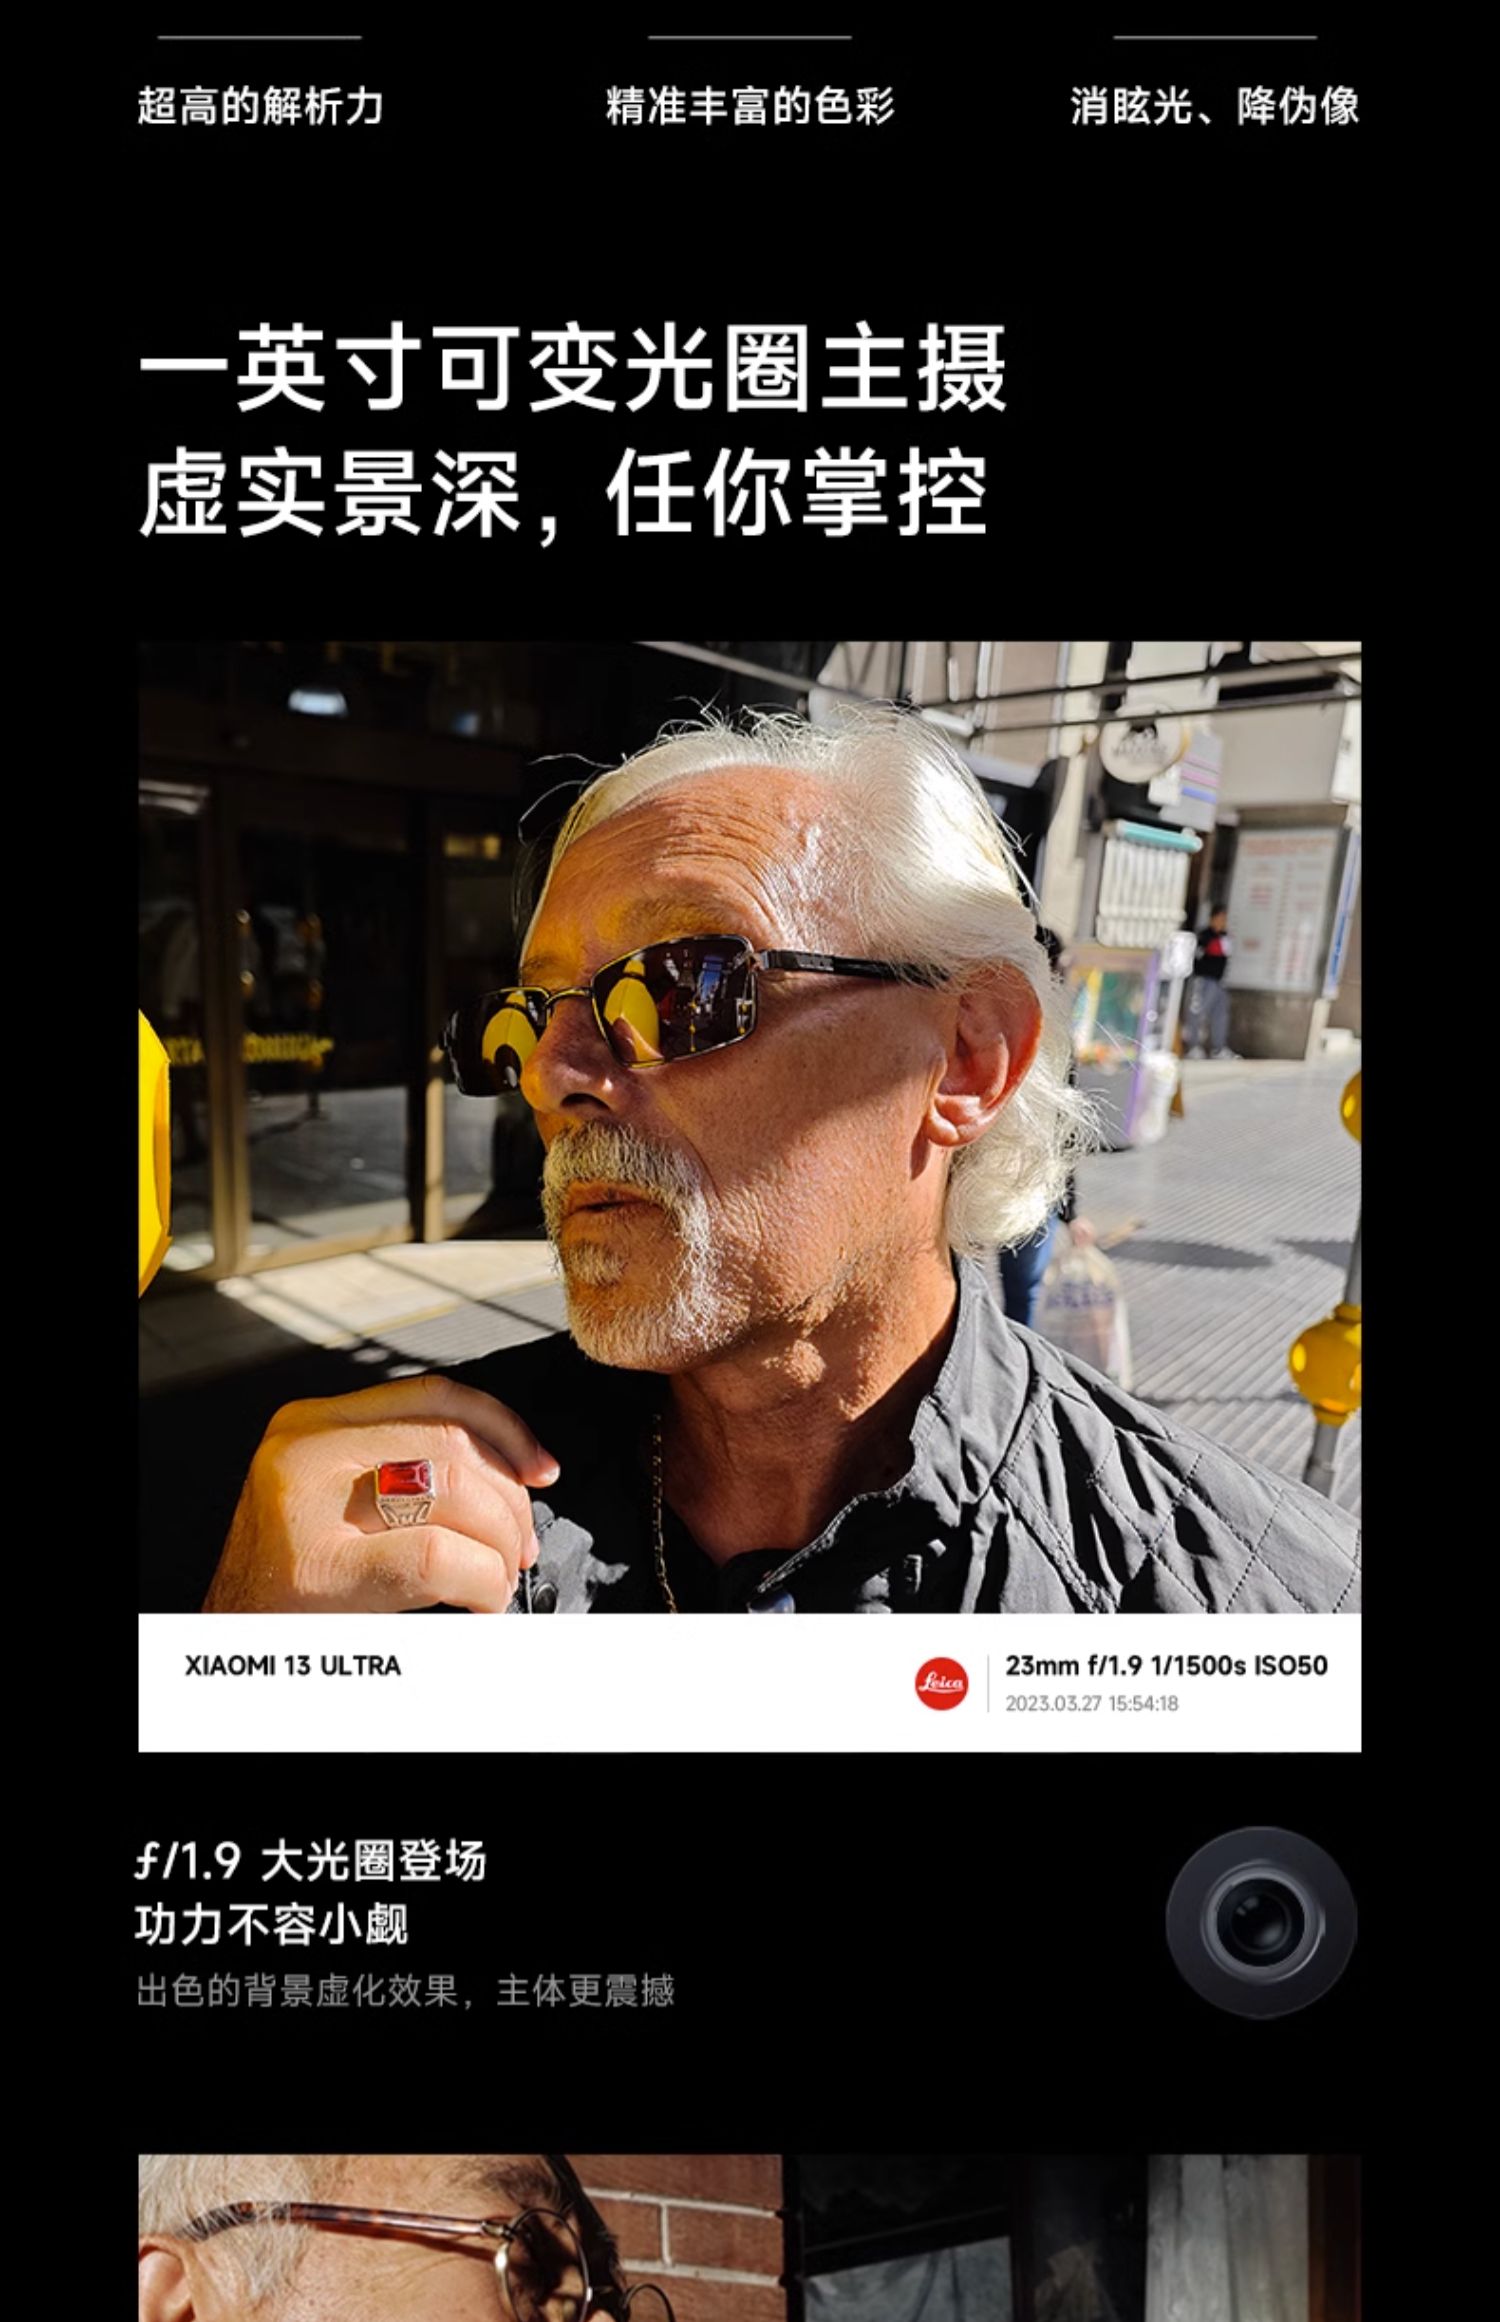 超高的解析力
精准丰富的色彩
消眩光、降伪像
一英寸可变光圈主摄
虚实景深，任你掌控
XIAOMI 13 ULTRA
Leica
23mm f/1.9 1/1500s ISO50
2023.03.27 15:54:18
ƒ/1.9 大光圈登场
功力不容小觑
出色的背景虚化效果，主体更震撼